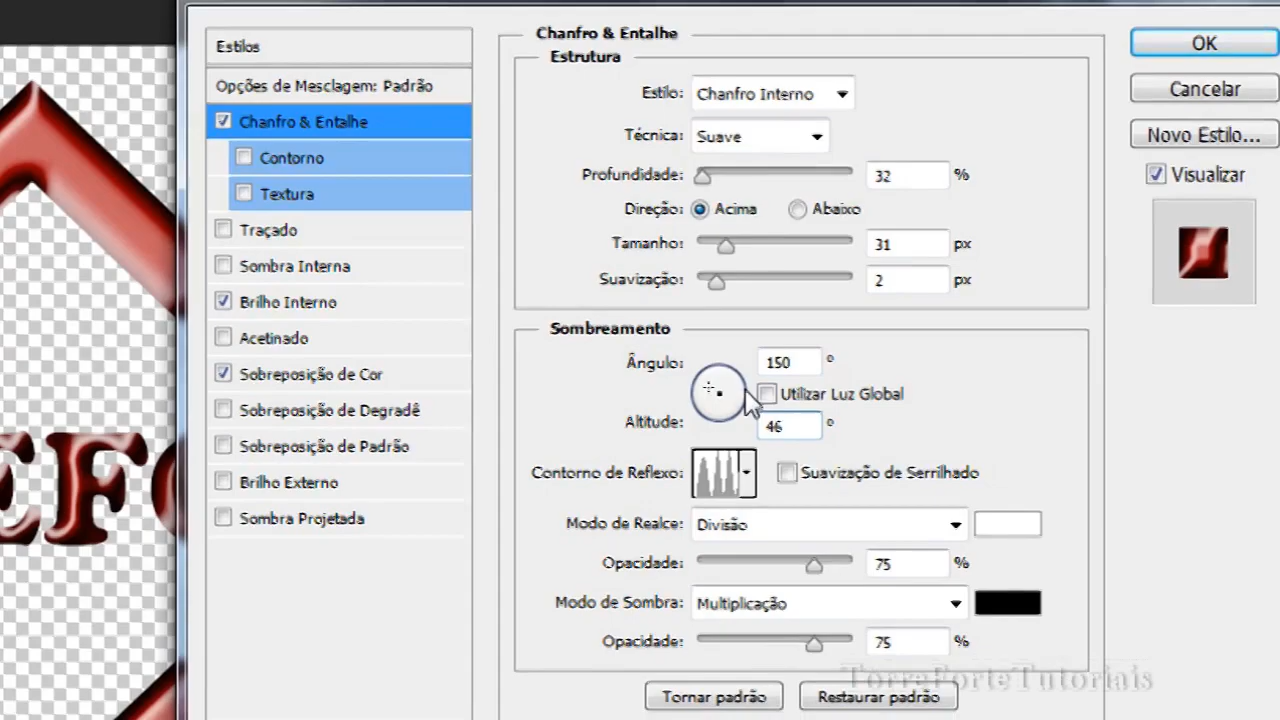 Estilos
Opções de Mesclagem: Padrão
Chanfro & Entalhe
Contorno
Textura
Traçado
Sombra Interna
Brilho Interno
Acetinado
Sobreposição de Cor
Sobreposição de Degradê
Sobreposição de Padrão
Brilho Externo
Sombra Projetada
Chanfro & Entalhe
Estrutura
Estilo: Chanfro Interno
Técnica: Suave
Profundidade: 32 %
Direção: Acima Abaixo
Tamanho: 31 px
Suavização: 2 px
Sombreamento
Ângulo: 150 °
Utilizar Luz Global
Altitude: 46 °
Contorno de Reflexo: Suavização de Serrilhado
Modo de Realce: Divisão
Opacidade: 75 %
Modo de Sombra: Multiplicação
Opacidade: 75 %
Tornar padrão Restaurar padrão
OK
Cancelar
Novo Estilo...
Visualizar
TorreForteTutoriais